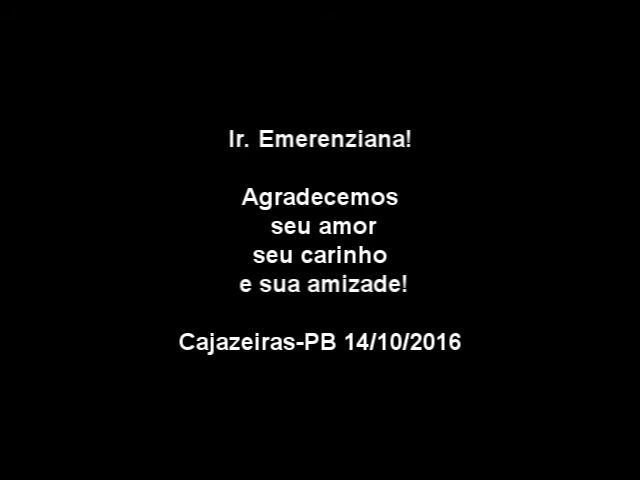 Ir. Emerenziana!
Agradecemos
seu amor
seu carinho
e sua amizade!
Cajazeiras-PB 14/10/2016